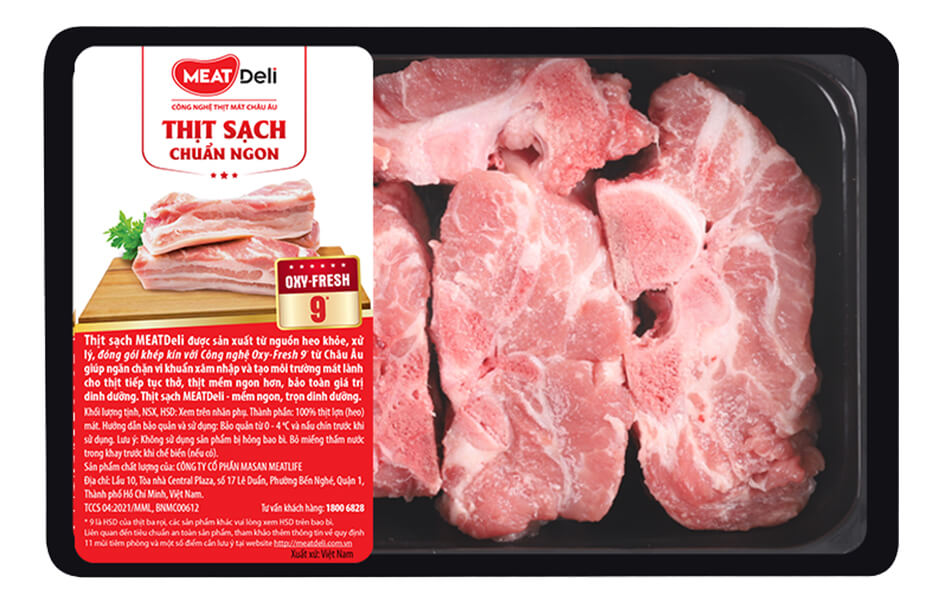 MEAT Deli
CÔNG NGHỆ THỊT MÁT CHÂU ÂU
THỊT SẠCH
CHUẨN NGON
OXY-FRESH
9*
Thịt sạch MEATDeli được sản xuất từ nguồn heo khỏe, xử
lý, đóng gói khép kín với Công nghệ Oxy-Fresh 9* từ Châu Âu
giúp ngăn chặn vi khuẩn xâm nhập và tạo môi trường mát lành
cho thịt tiếp tục thở, thịt mềm ngon hơn, bảo toàn giá trị
dinh dưỡng. Thịt sạch MEATDeli - mềm ngon, trọn dinh dưỡng.
Khối lượng tịnh, NSX, HSD: Xem trên nhãn phụ. Thành phần: 100% thịt lợn (heo)
mát. Hướng dẫn bảo quản và sử dụng: Bảo quản từ 0 - 4 °C và nấu chín trước khi
sử dụng. Lưu ý: Không sử dụng sản phẩm bị hỏng bao bì. Bỏ miếng thấm nước
trong khay trước khi chế biến (nếu có).
Sản phẩm chất lượng của: CÔNG TY CỔ PHẦN MASAN MEATLIFE
Địa chỉ: Lầu 10, Tòa nhà Central Plaza, số 17 Lê Duẩn, Phường Bến Nghé, Quận 1,
Thành phố Hồ Chí Minh, Việt Nam.
TCCS 04:2021/MML, BNMC00612 Tư vấn khách hàng: 1800 6828
* 9 là HSD của thịt ba rọi, các sản phẩm khác vui lòng xem HSD trên bao bì.
Liên quan đến tiêu chuẩn an toàn sản phẩm, tham khảo thêm thông tin về quy định
11 mũi tiêm phòng và một số điểm cần lưu ý tại website http://meatdeli.com.vn
Xuất xứ: Việt Nam